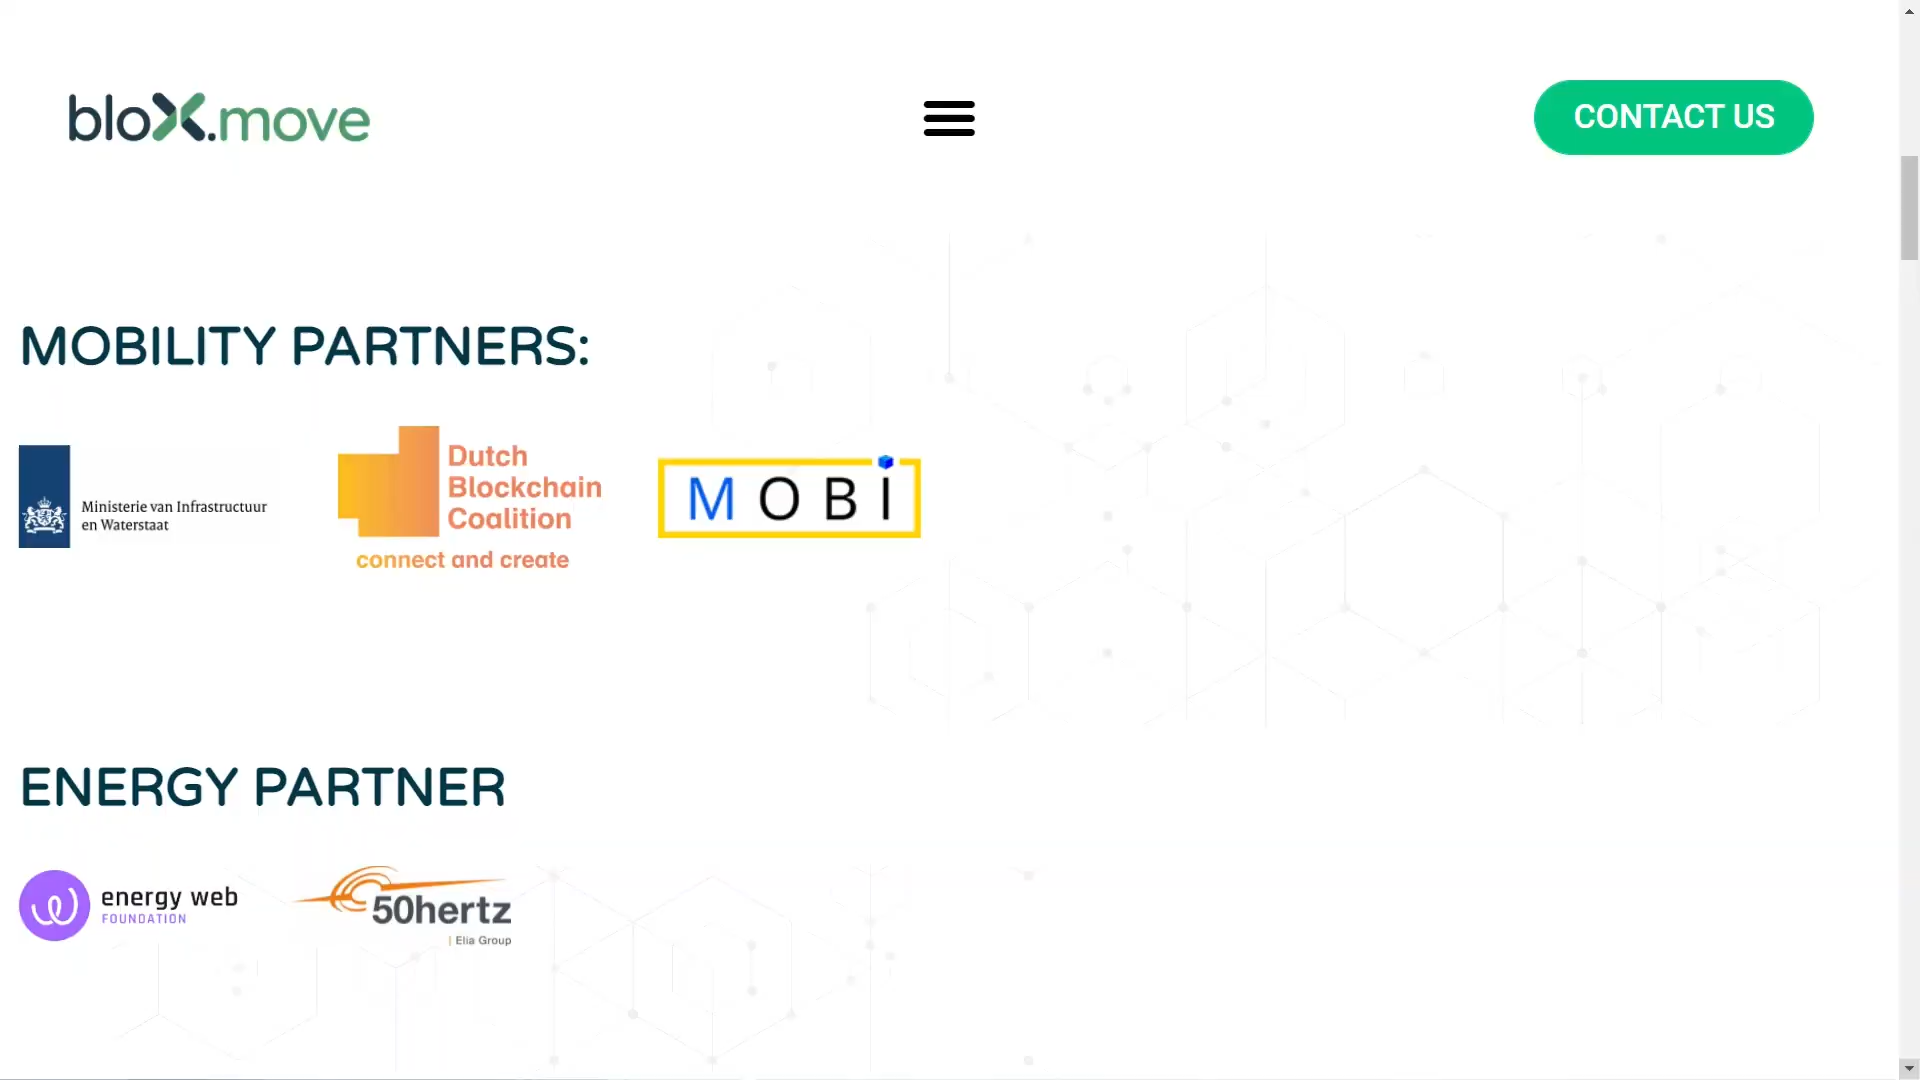 bloX.move
CONTACT US
MOBILITY PARTNERS:
Ministerie van Infrastructuur
en Waterstaat
Dutch
Blockchain
Coalition
connect and create
MOBI
ENERGY PARTNER
energy web
FOUNDATION
50hertz
| Elia Group